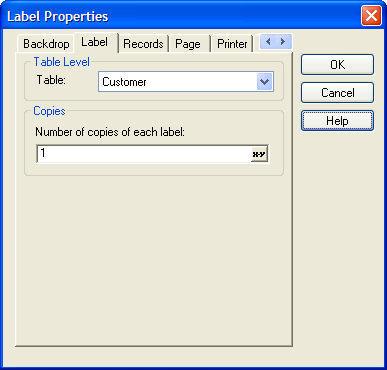 Label Properties
Backdrop Label Records Page Printer
Table Level
Table: Customer
Copies
Number of copies of each label:
1 x-y
OK
Cancel
Help